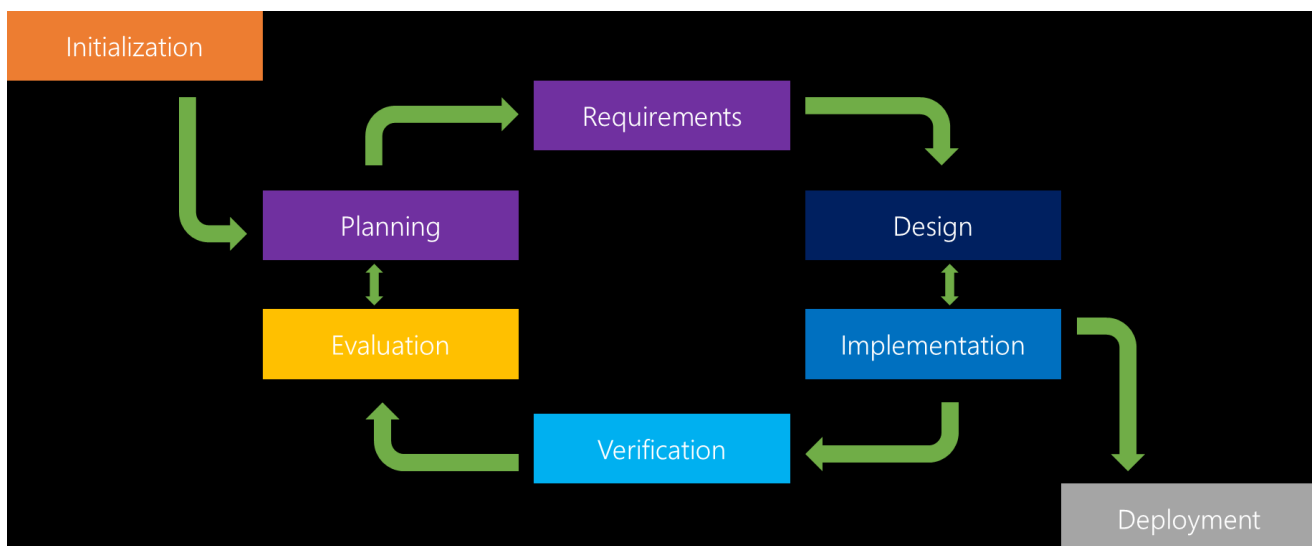 Initialization
Requirements
Planning
Design
Evaluation
Implementation
Verification
Deployment